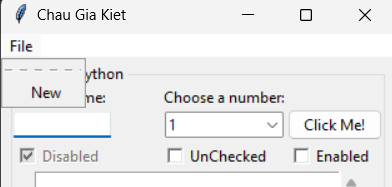 Chau Gia Kiet
File
ython
New
me:
Choose a number:
1
Click Me!
Disabled
UnChecked
Enabled